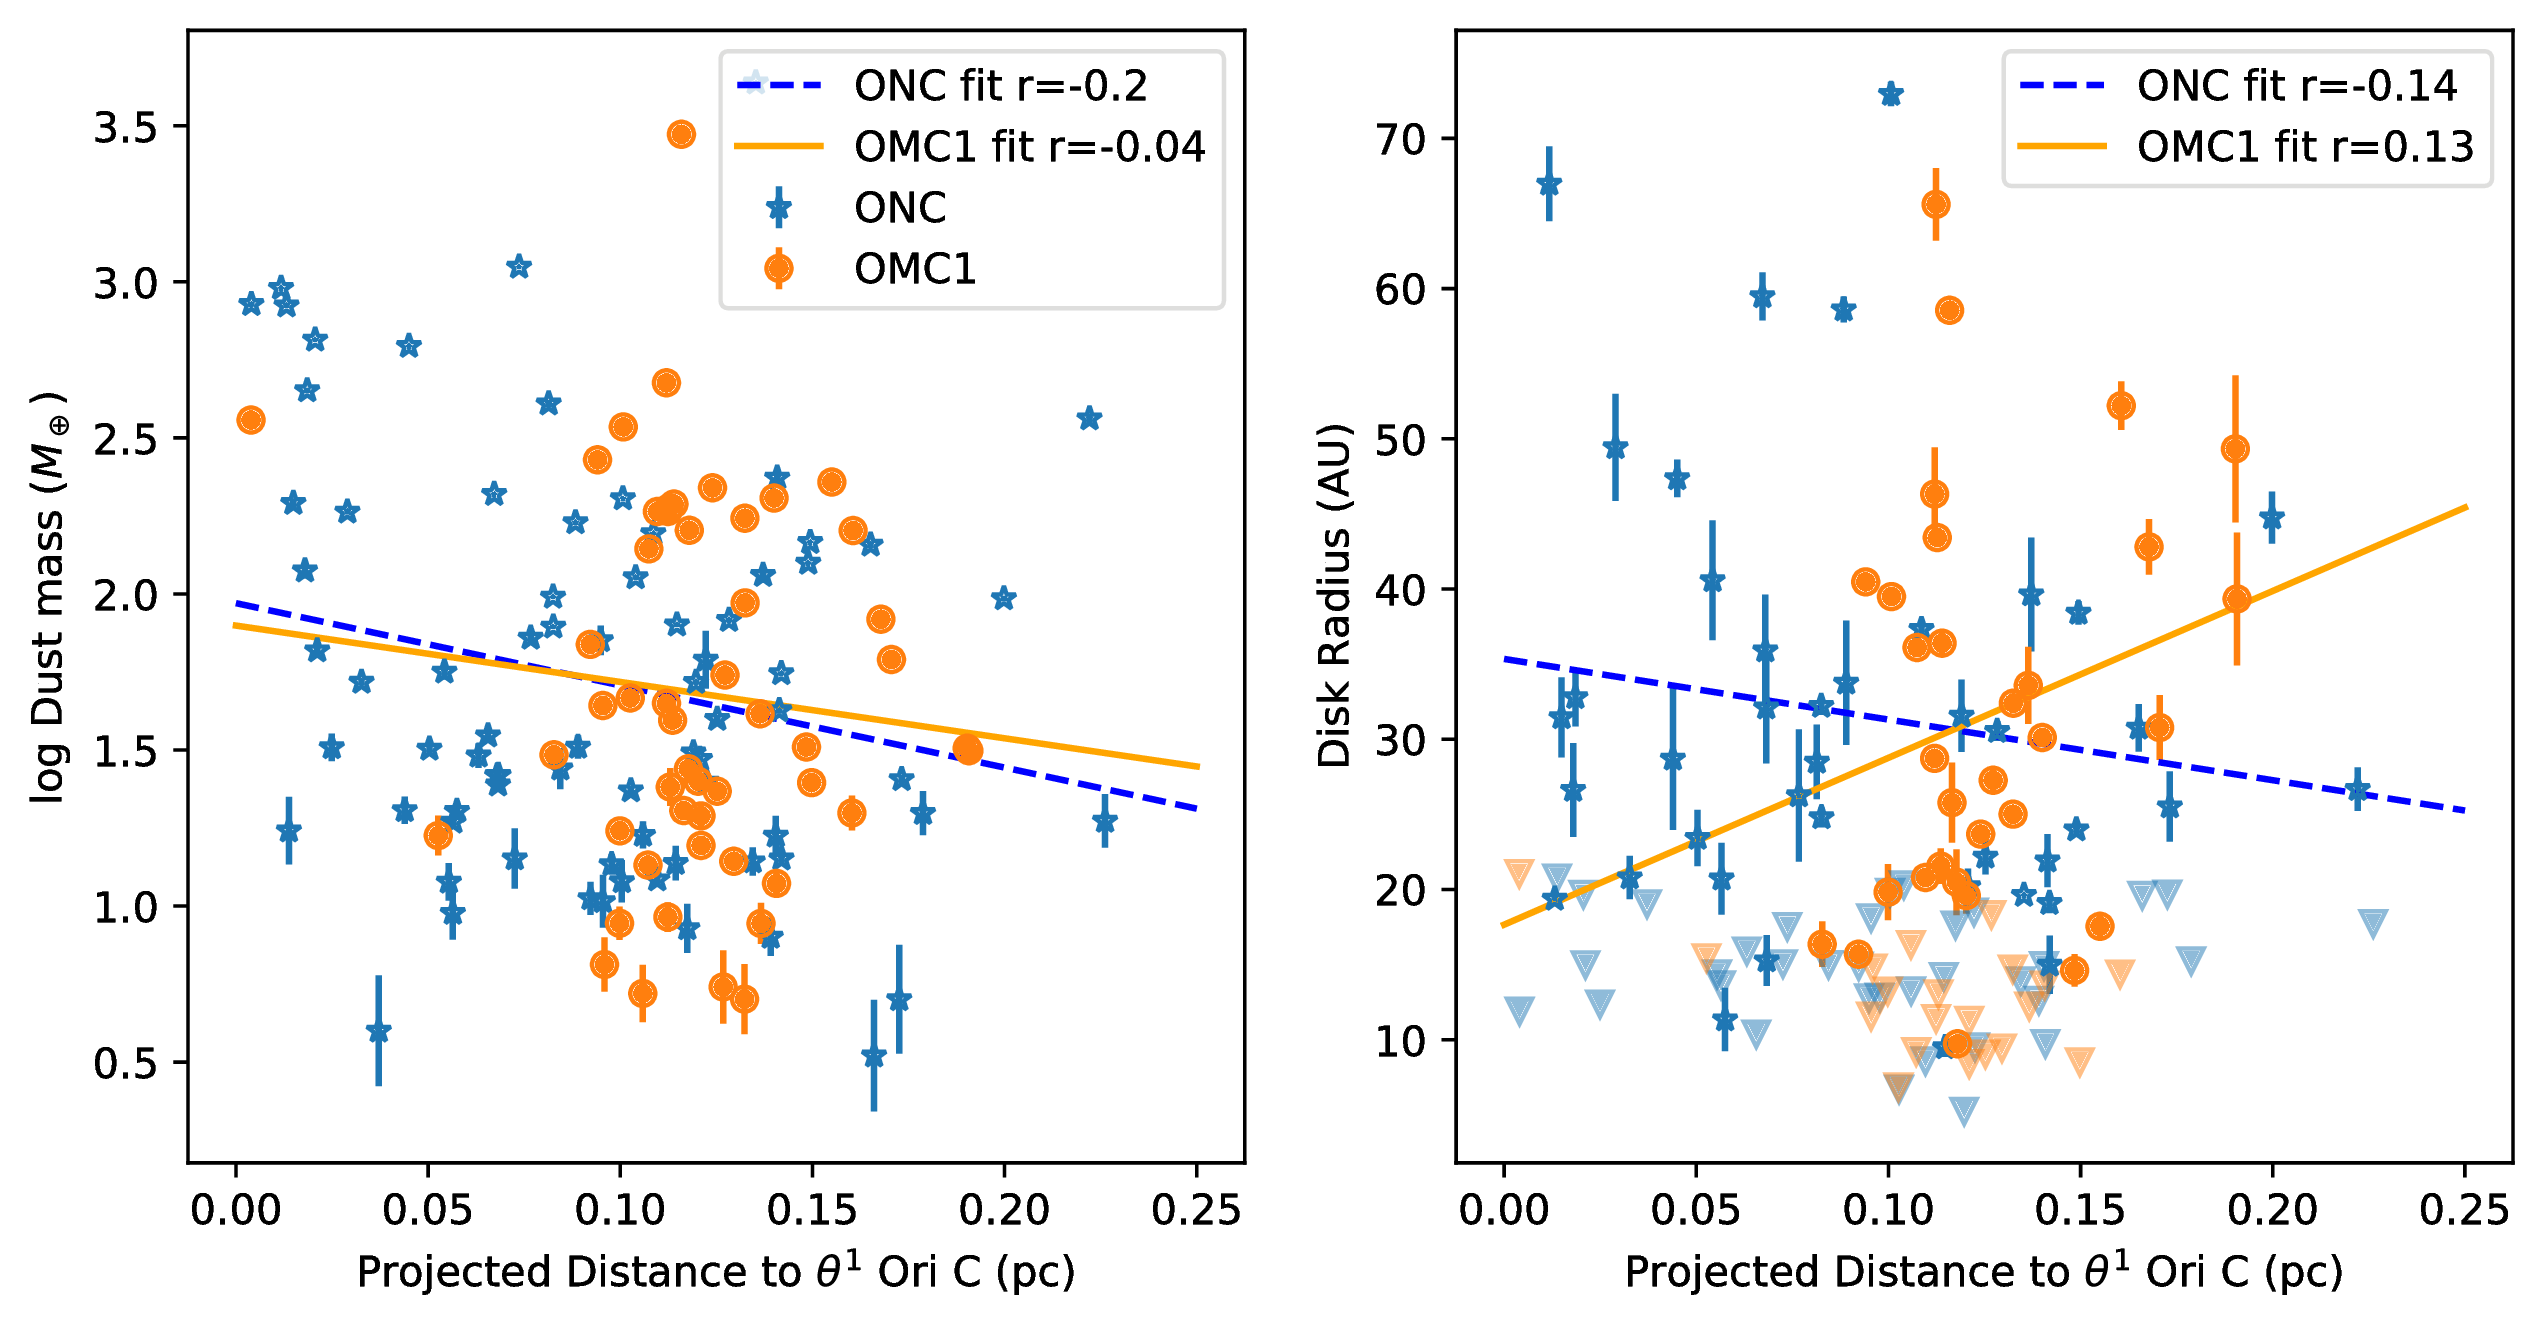 ONC fit r=-0.2
OMC1 fit r=-0.04
ONC
OMC1
3.5
3.0
2.5
2.0
1.5
1.0
0.5
log Dust mass (M⊕)
0.00 0.05 0.10 0.15 0.20 0.25
Projected Distance to θ¹ Ori C (pc)
ONC fit r=-0.14
OMC1 fit r=0.13
70
60
50
40
30
20
10
Disk Radius (AU)
0.00 0.05 0.10 0.15 0.20 0.25
Projected Distance to θ¹ Ori C (pc)